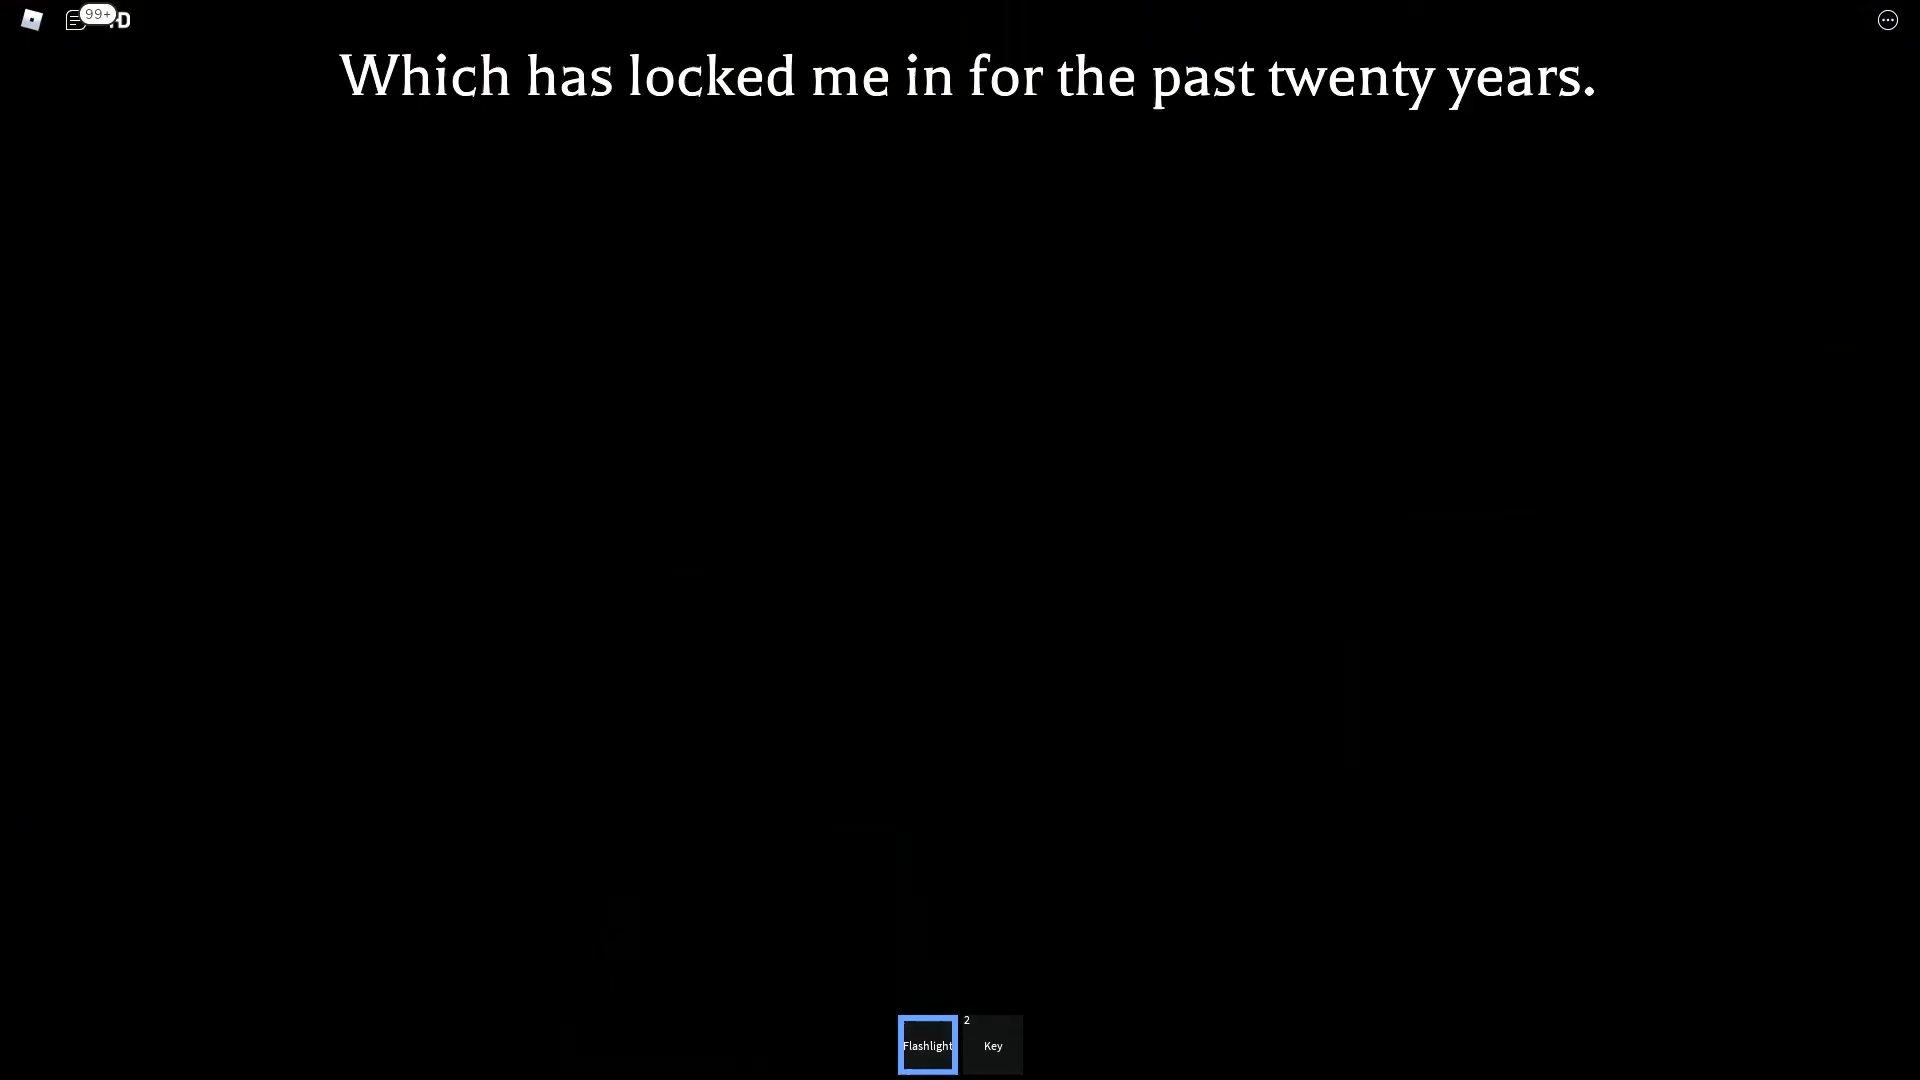 99+
Which has locked me in for the past twenty years.
Flashlight
2
Key